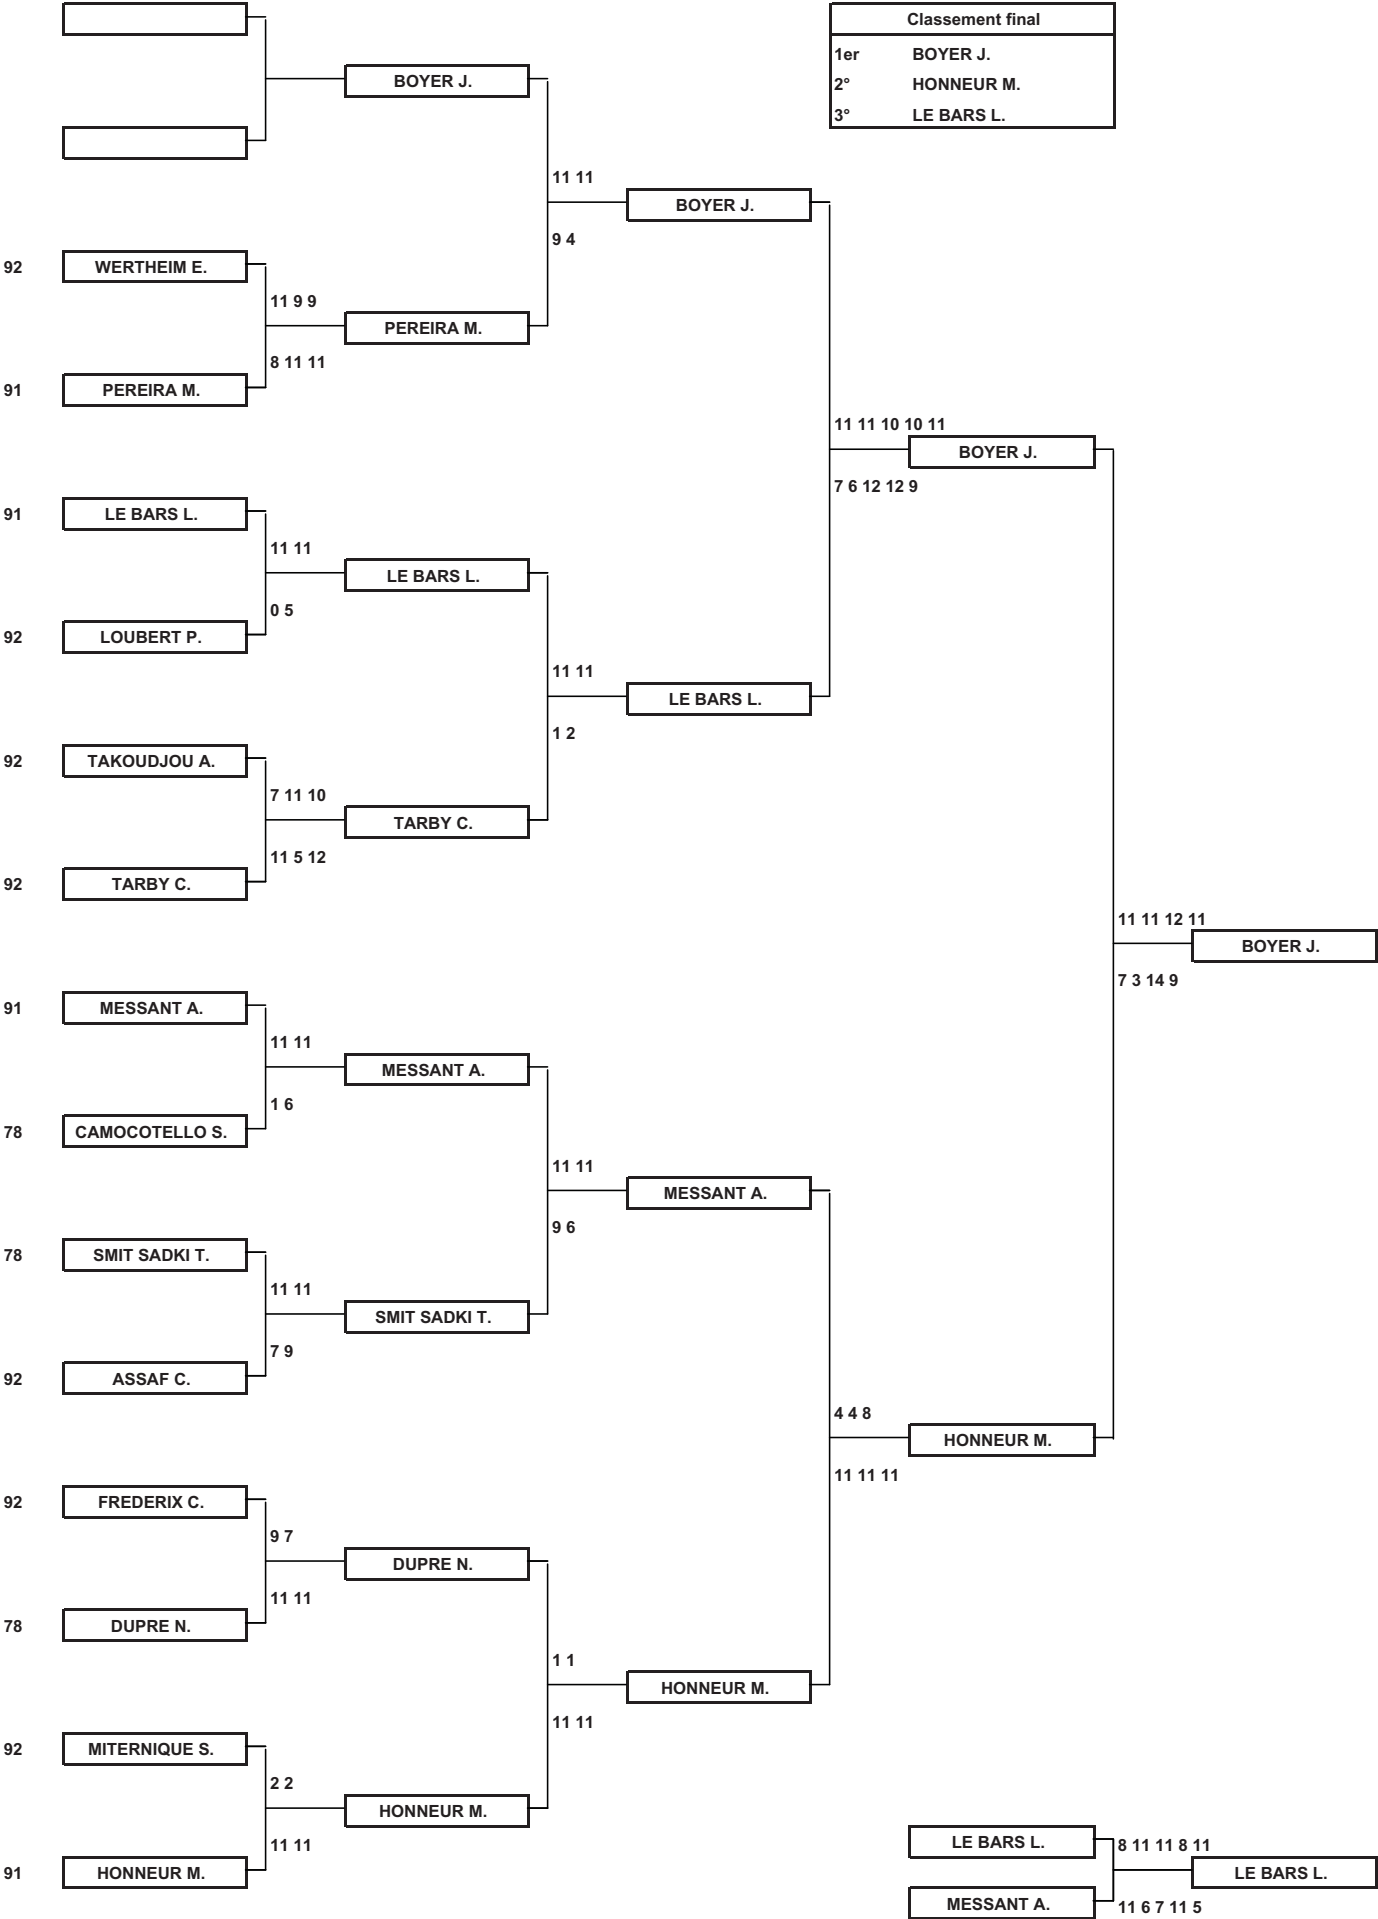 Classement final
1er BOYER J.
2° HONNEUR M.
3° LE BARS L.
BOYER J.
11 11
BOYER J.
9 4
92 WERTHEIM E.
11 9 9
PEREIRA M.
8 11 11
91 PEREIRA M.
11 11 10 10 11
BOYER J.
7 6 12 12 9
91 LE BARS L.
11 11
LE BARS L.
0 5
92 LOUBERT P.
11 11
LE BARS L.
1 2
92 TAKOUDJOU A.
7 11 10
TARBY C.
11 5 12
92 TARBY C.
11 11 12 11
BOYER J.
7 3 14 9
91 MESSANT A.
11 11
MESSANT A.
1 6
78 CAMOCOTELLO S.
11 11
MESSANT A.
9 6
78 SMIT SADKI T.
11 11
SMIT SADKI T.
7 9
92 ASSAF C.
4 4 8
HONNEUR M.
11 11 11
92 FREDERIX C.
9 7
DUPRE N.
11 11
78 DUPRE N.
1 1
HONNEUR M.
11 11
92 MITERNIQUE S.
2 2
HONNEUR M.
11 11
91 HONNEUR M.
LE BARS L.
8 11 11 8 11
LE BARS L.
MESSANT A.
11 6 7 11 5